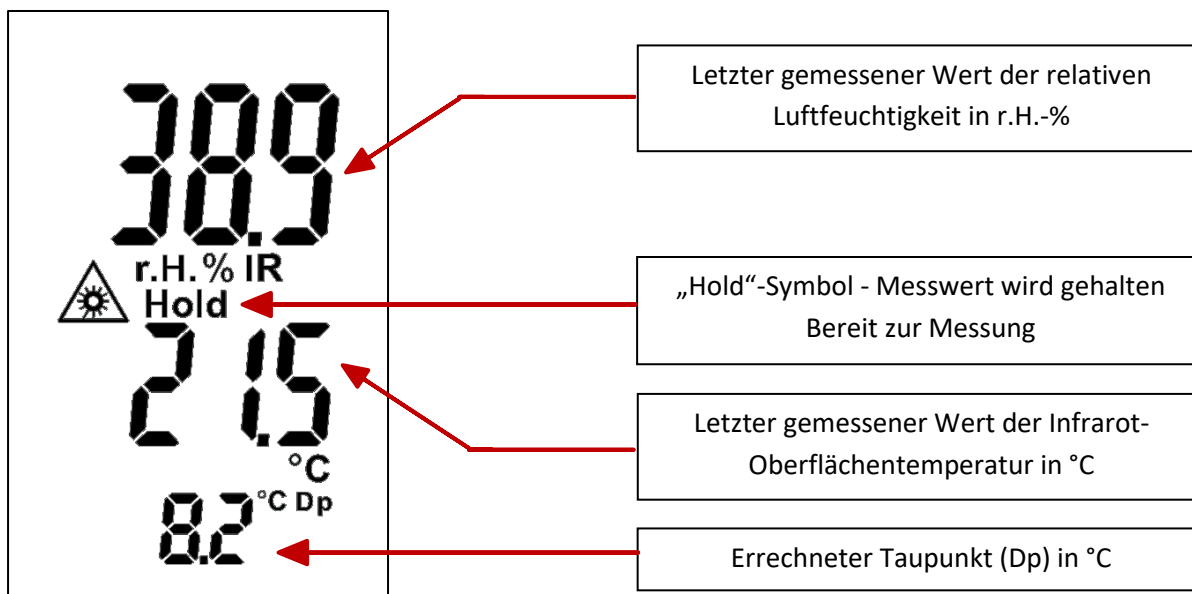 38.9
r.H.% IR
Hold
21.5
°C
8.2 °C Dp
Letzter gemessener Wert der relativen
Luftfeuchtigkeit in r.H.-%
„Hold“-Symbol - Messwert wird gehalten
Bereit zur Messung
Letzter gemessener Wert der Infrarot-
Oberflächentemperatur in °C
Errechneter Taupunkt (Dp) in °C